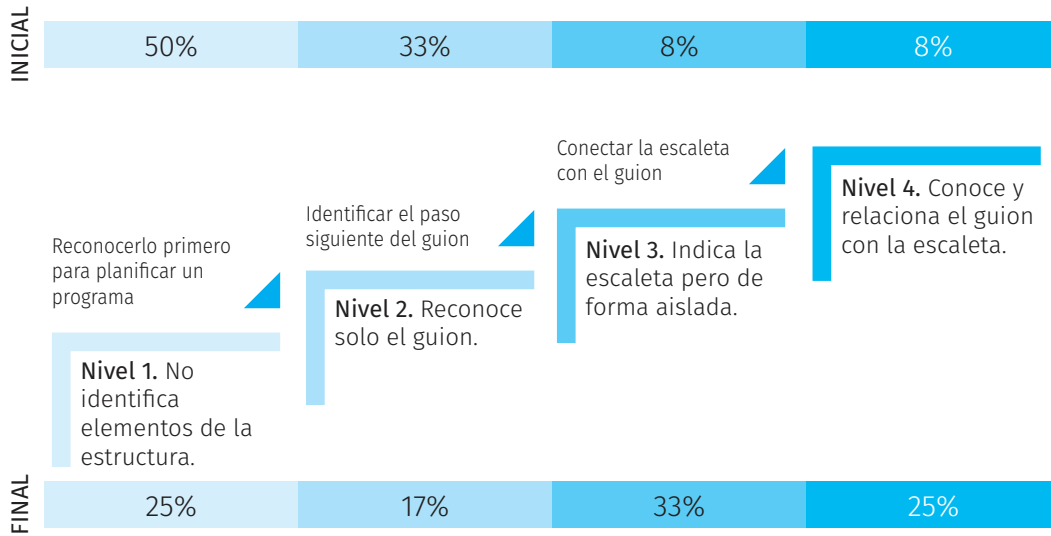 INICIAL
50%
33%
8%
8%
Reconocerlo primero
para planificar un
programa
Identificar el paso
siguiente del guion
Conectar la escaleta
con el guion
Nivel 1. No
identifica
elementos de la
estructura.
Nivel 2. Reconoce
solo el guion.
Nivel 3. Indica la
escaleta pero de
forma aislada.
Nivel 4. Conoce y
relaciona el guion
con la escaleta.
FINAL
25%
17%
33%
25%